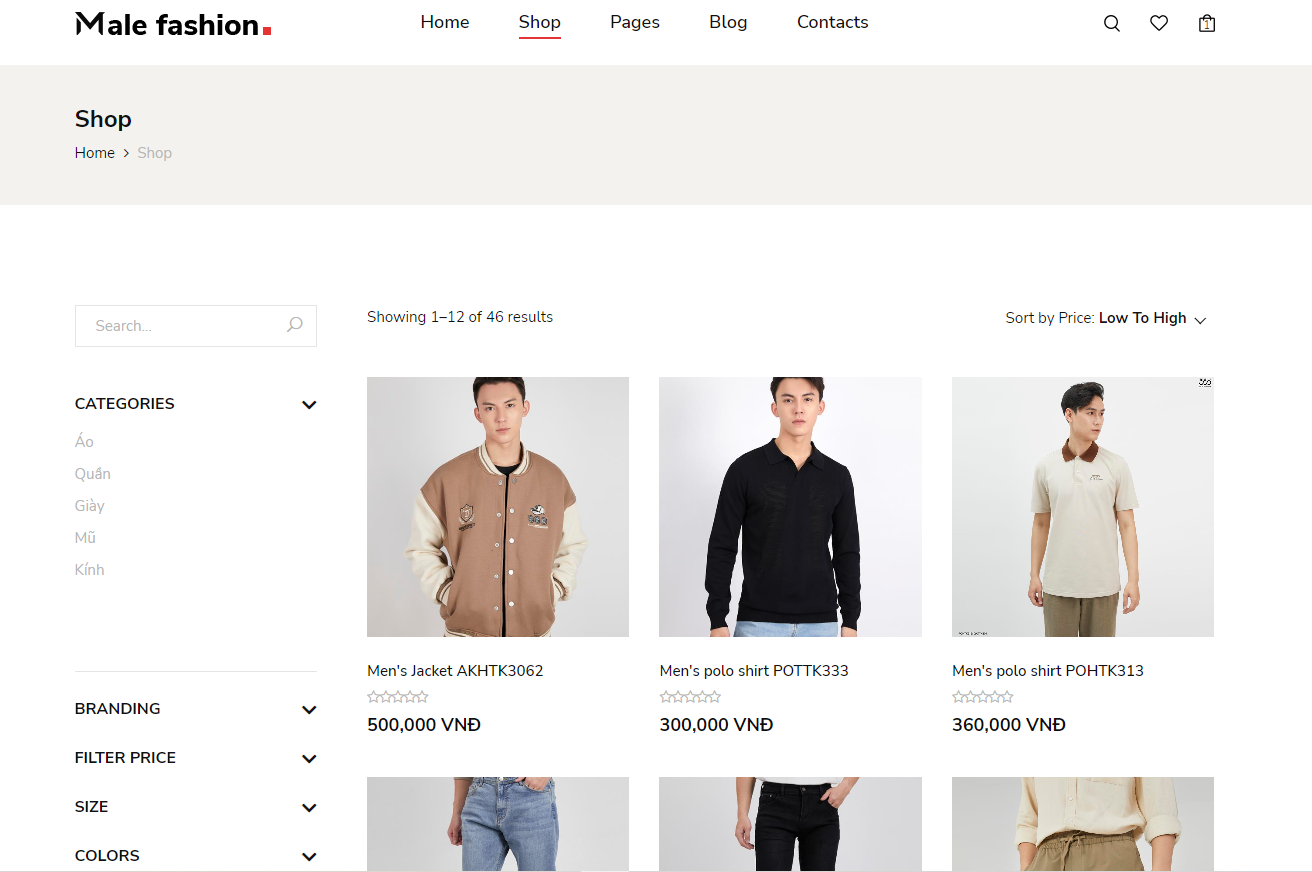 Male fashion.
Home Shop Pages Blog Contacts
1
Shop
Home > Shop
Search...
Showing 1–12 of 46 results
Sort by Price: Low To High
CATEGORIES
Áo
Quần
Giày
Mũ
Kính
Men's Jacket AKHTK3062
500,000 VNĐ
Men's polo shirt POTTK333
300,000 VNĐ
Men's polo shirt POHTK313
360,000 VNĐ
BRANDING
FILTER PRICE
SIZE
COLORS